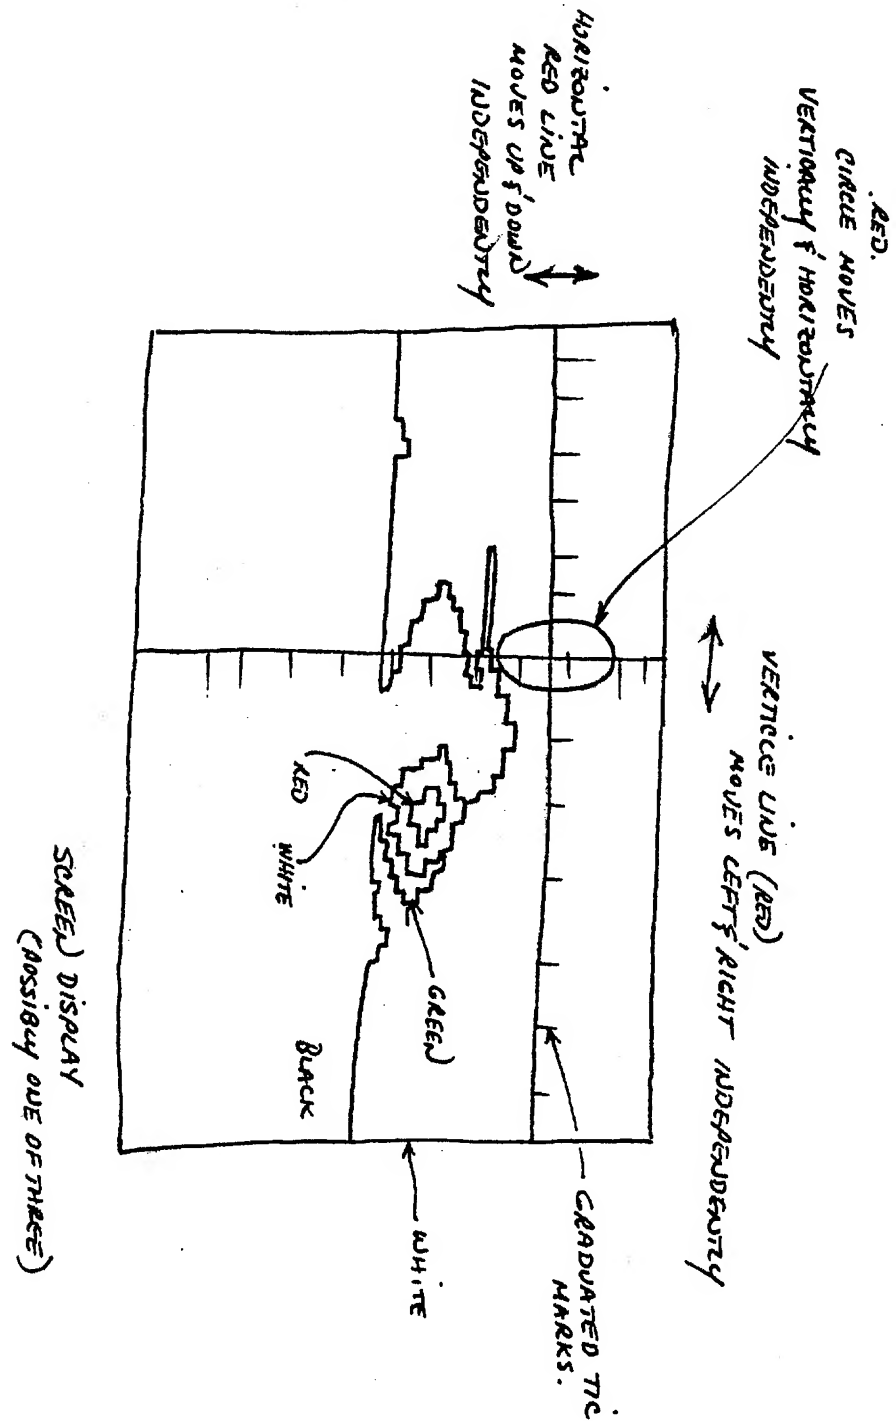 RED.
CIRCLE MOVES
VERTICALLY & HORIZONTALLY
INDEPENDENTLY
HORIZONTAL
RED LINE
MOVES UP & DOWN
INDEPENDENTLY
VERTICLE LINE (RED)
MOVES LEFT & RIGHT INDEPENDENTLY
GRADUATED TIC
MARKS.
WHITE
GREEN
BLACK
RED
WHITE
SCREEN DISPLAY
(POSSIBLY ONE OF THREE)